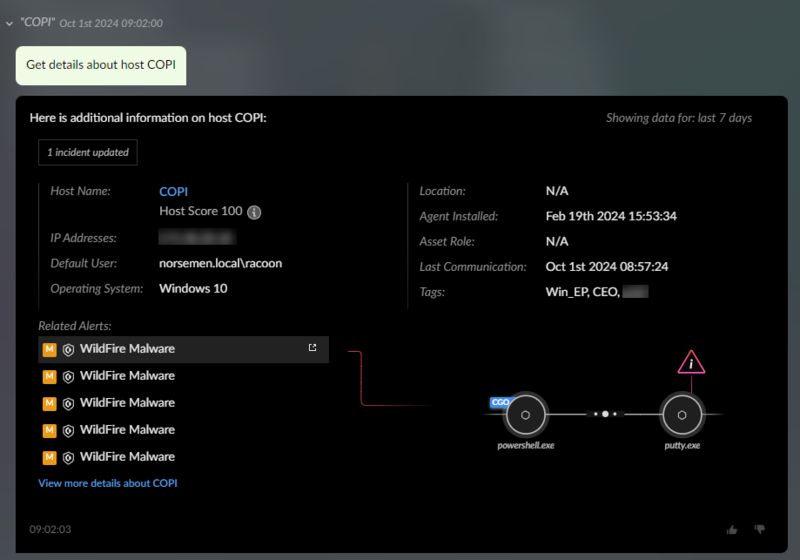 "COPI" Oct 1st 2024 09:02:00
Get details about host COPI
Here is additional information on host COPI:
Showing data for: last 7 days
1 incident updated
Host Name: COPI
Host Score 100 i
IP Addresses:
Default User: norsemen.local\racoon
Operating System: Windows 10
Location: N/A
Agent Installed: Feb 19th 2024 15:53:34
Asset Role: N/A
Last Communication: Oct 1st 2024 08:57:24
Tags: Win_EP, CEO,
Related Alerts:
M WildFire Malware
M WildFire Malware
M WildFire Malware
M WildFire Malware
M WildFire Malware
i
CGO
powershell.exe
putty.exe
View more details about COPI
09:02:03